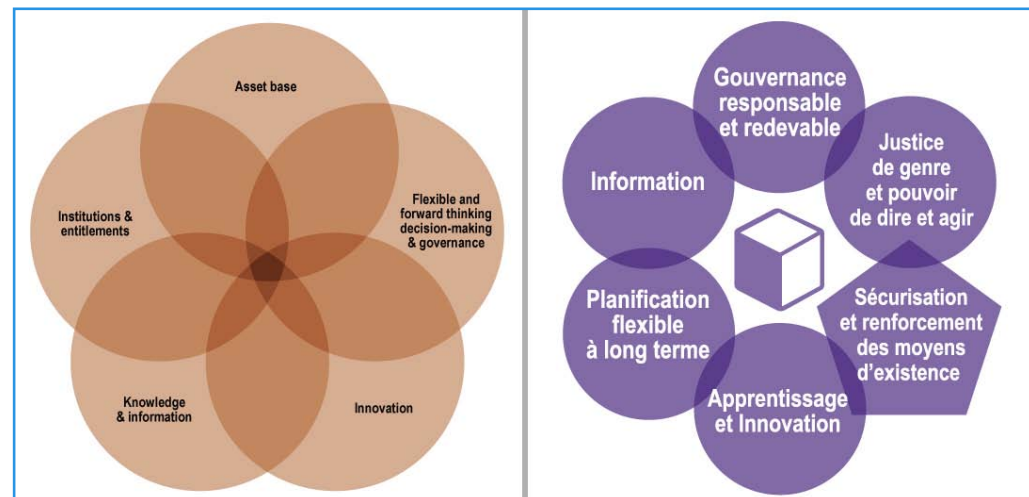 Asset base
Institutions &
entitlements
Flexible and
forward thinking
decision-making
& governance
Knowledge
& information
Innovation
Gouvernance
responsable
et redevable
Information
Justice
de genre
et pouvoir
de dire et agir
Planification
flexible
à long terme
Sécurisation
et renforcement
des moyens
d’existence
Apprentissage
et Innovation